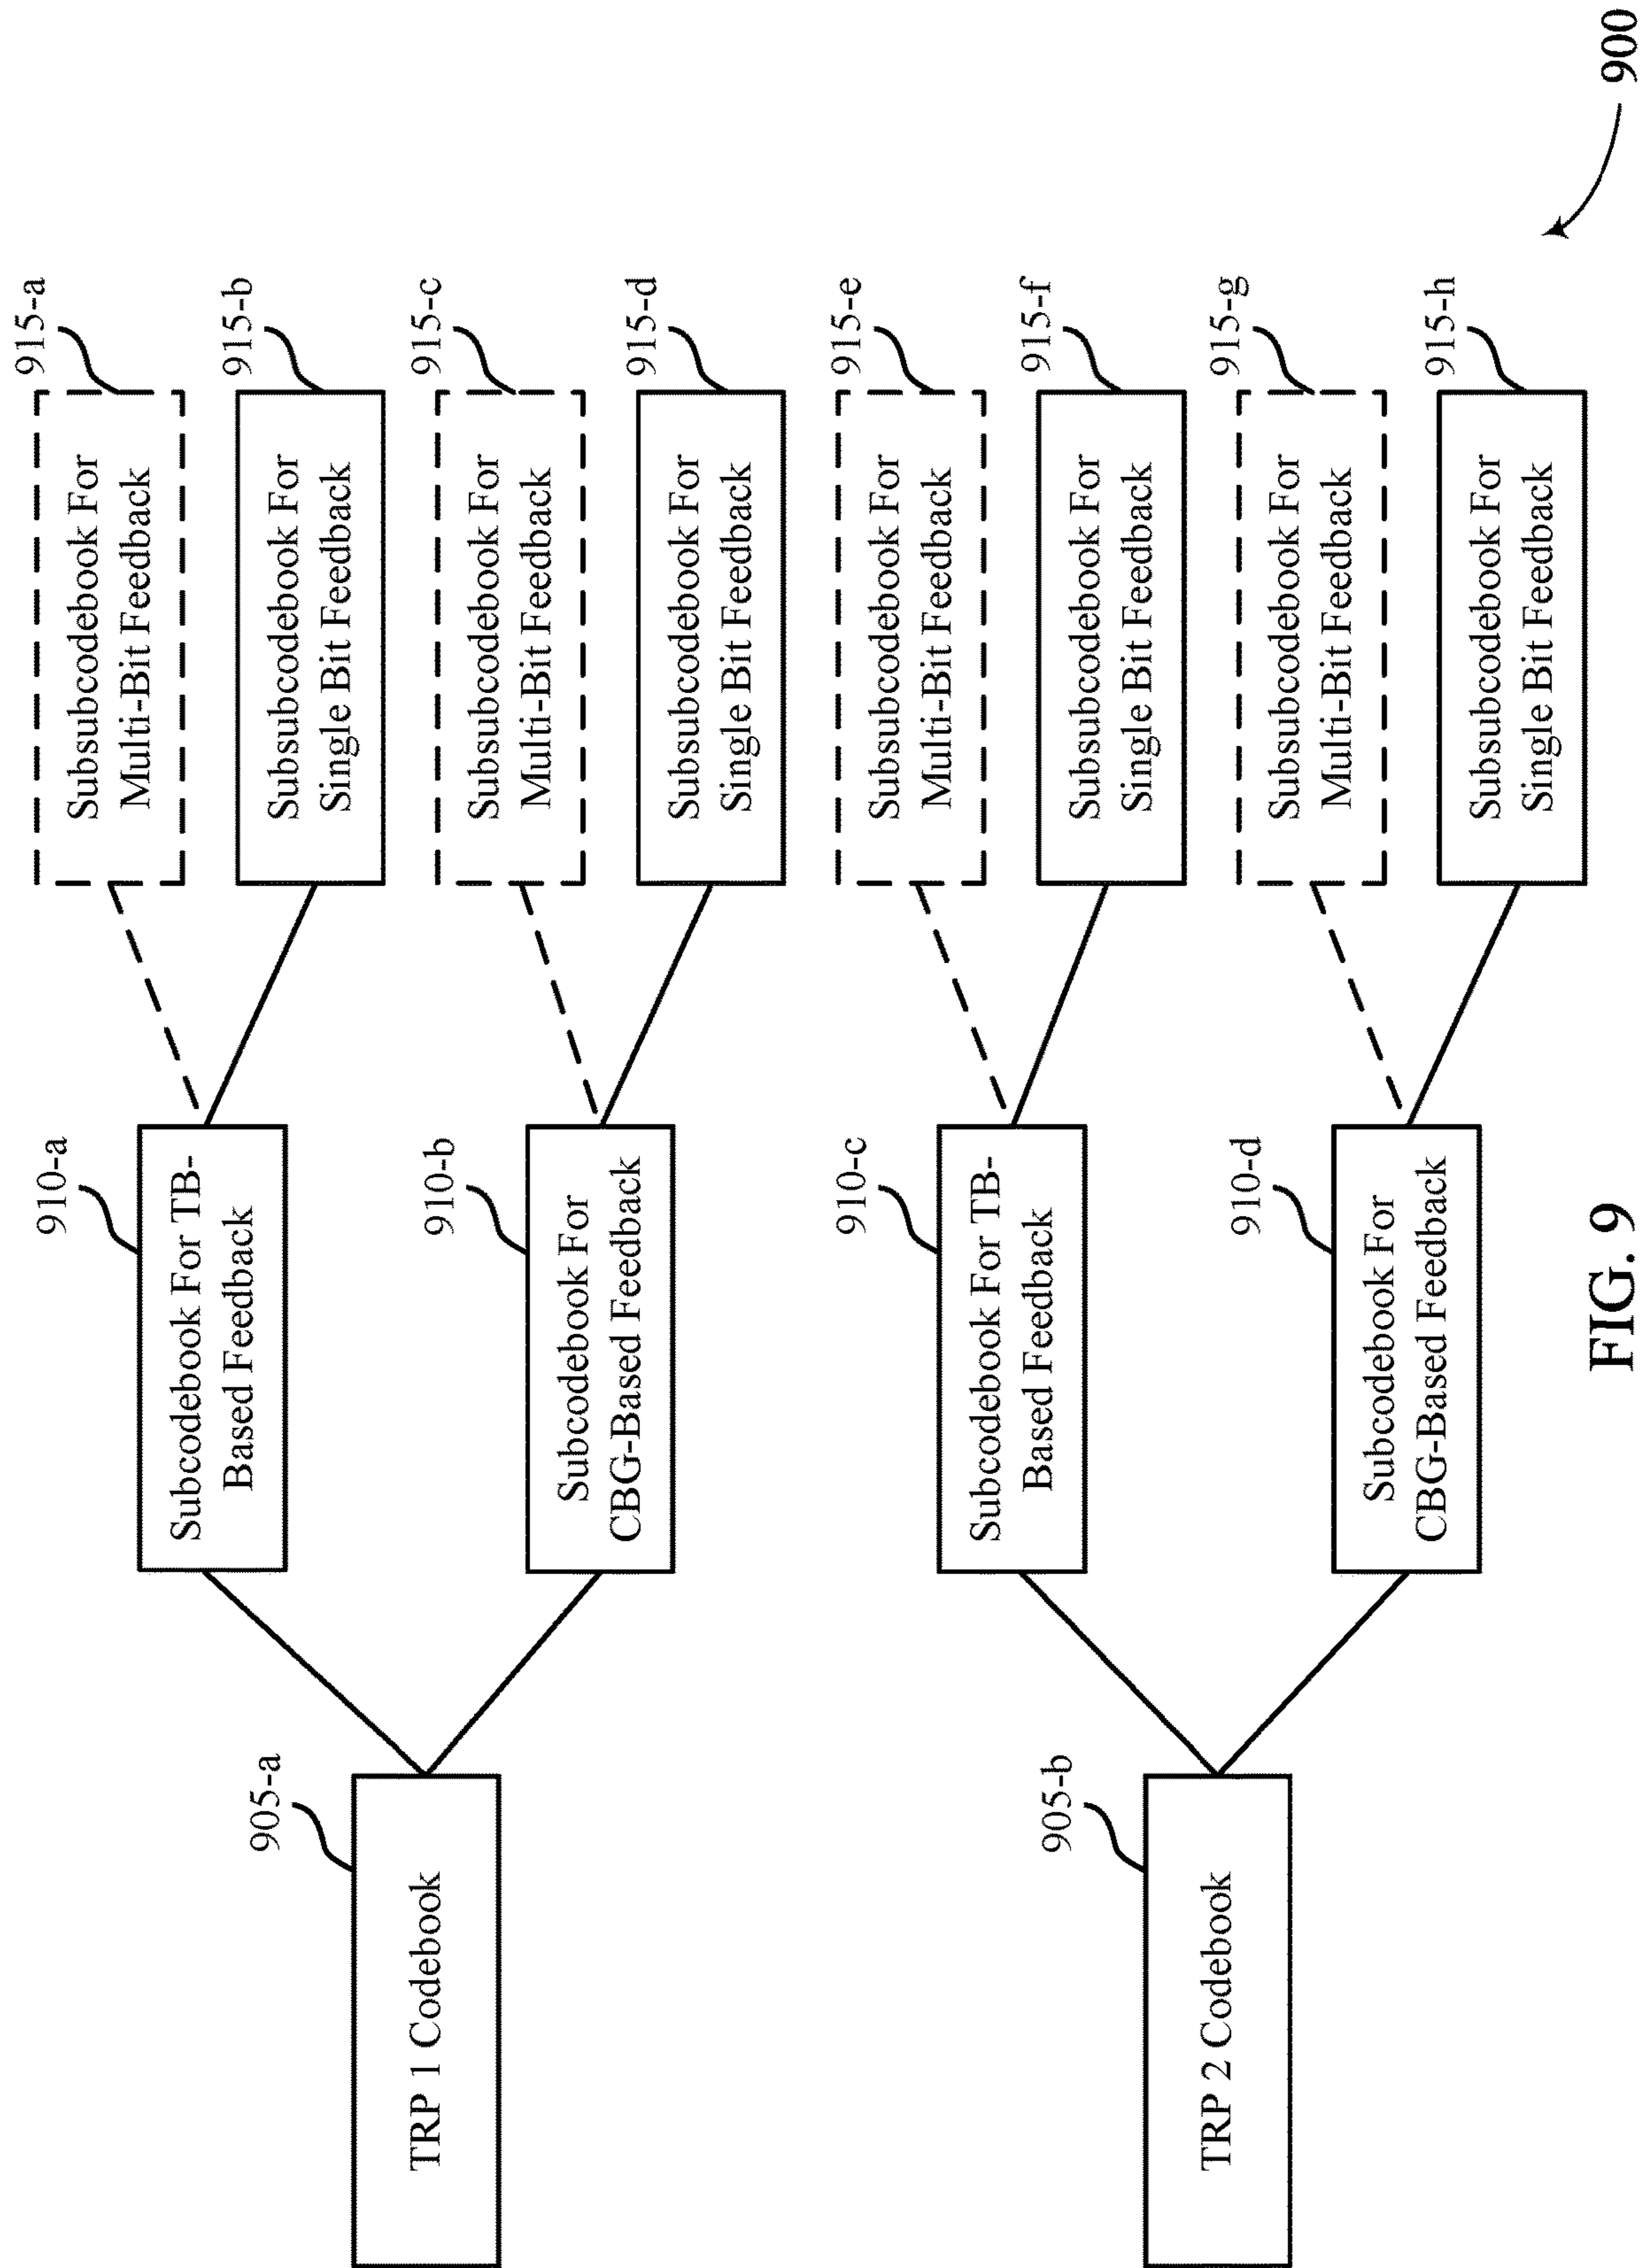 905-a
TRP 1 Codebook
905-b
TRP 2 Codebook
910-a
Subcodebook For TB-
Based Feedback
910-b
Subcodebook For
CBG-Based Feedback
910-c
Subcodebook For TB-
Based Feedback
910-d
Subcodebook For
CBG-Based Feedback
915-a
Subsubcodebook For
Multi-Bit Feedback
915-b
Subsubcodebook For
Single Bit Feedback
915-c
Subsubcodebook For
Multi-Bit Feedback
915-d
Subsubcodebook For
Single Bit Feedback
915-e
Subsubcodebook For
Multi-Bit Feedback
915-f
Subsubcodebook For
Single Bit Feedback
915-g
Subsubcodebook For
Multi-Bit Feedback
915-h
Subsubcodebook For
Single Bit Feedback
900
FIG. 9